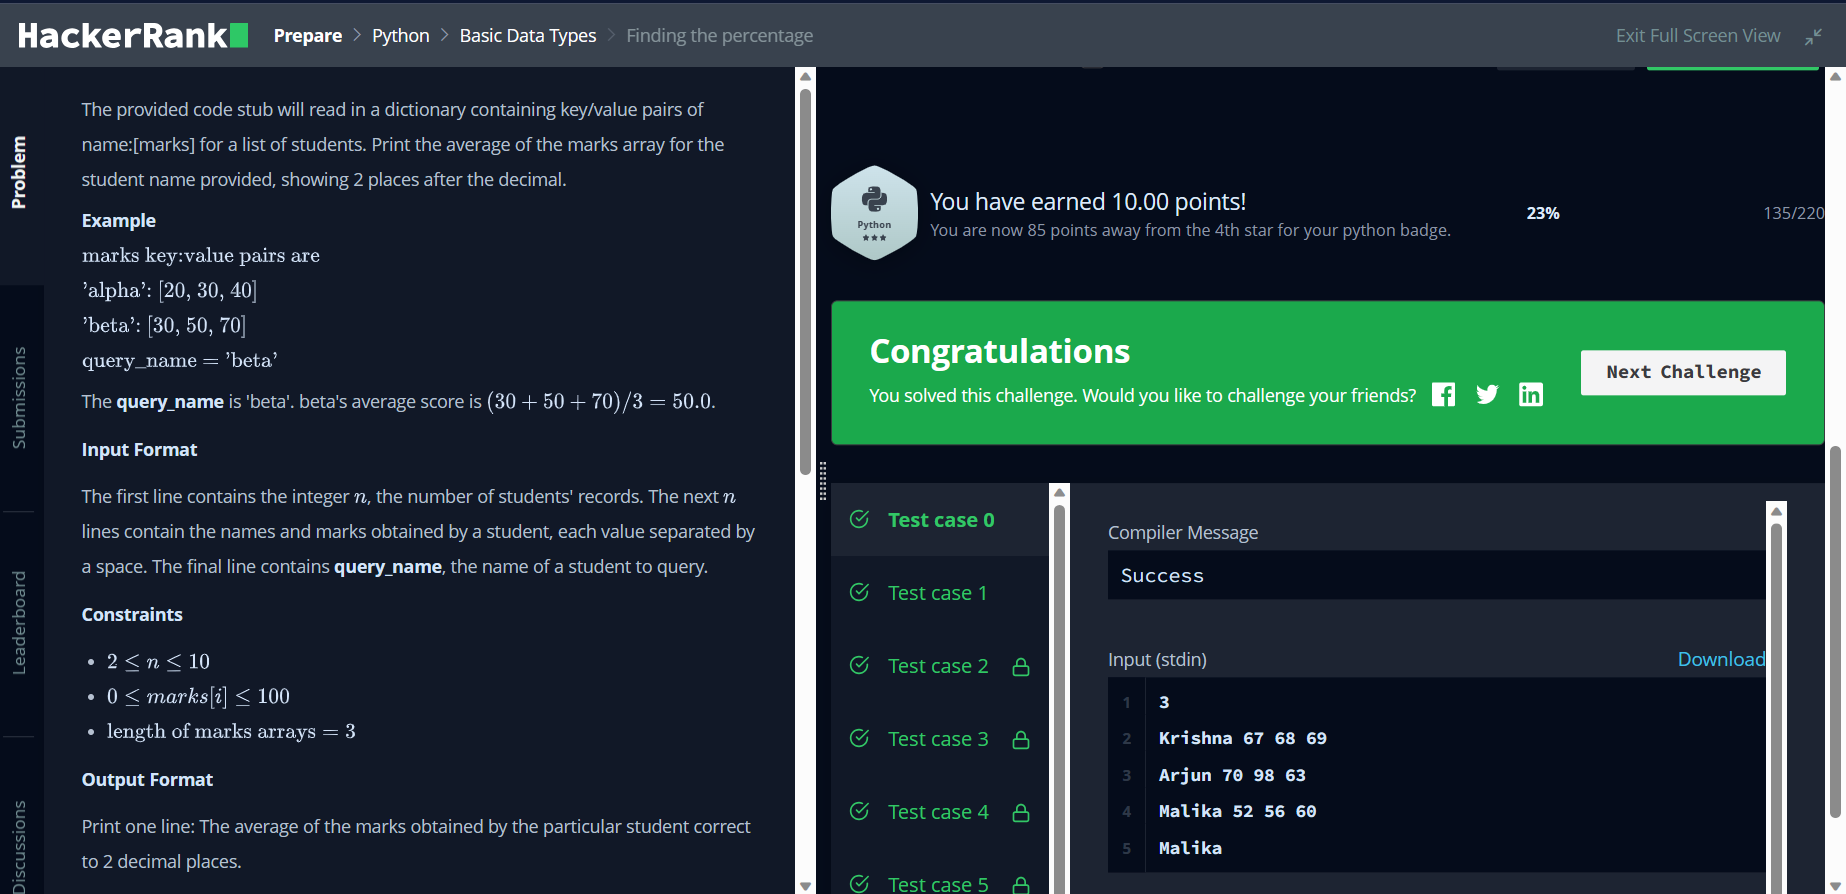 HackerRank
Prepare > Python > Basic Data Types > Finding the percentage
Exit Full Screen View
Problem
Submissions
Leaderboard
Discussions
The provided code stub will read in a dictionary containing key/value pairs of
name:[marks] for a list of students. Print the average of the marks array for the
student name provided, showing 2 places after the decimal.
Example
marks key:value pairs are
'alpha': [20, 30, 40]
'beta': [30, 50, 70]
query_name = 'beta'
The query_name is 'beta'. beta's average score is (30 + 50 + 70)/3 = 50.0.
Input Format
The first line contains the integer n, the number of students' records. The next n
lines contain the names and marks obtained by a student, each value separated by
a space. The final line contains query_name, the name of a student to query.
Constraints
• 2 ≤ n ≤ 10
• 0 ≤ marks[i] ≤ 100
• length of marks arrays = 3
Output Format
Print one line: The average of the marks obtained by the particular student correct
to 2 decimal places.
Python
★★★
You have earned 10.00 points!
You are now 85 points away from the 4th star for your python badge.
23%
135/220
Congratulations
You solved this challenge. Would you like to challenge your friends?
Next Challenge
Test case 0
Test case 1
Test case 2
Test case 3
Test case 4
Test case 5
Compiler Message
Success
Input (stdin)
Download
1 3
2 Krishna 67 68 69
3 Arjun 70 98 63
4 Malika 52 56 60
5 Malika